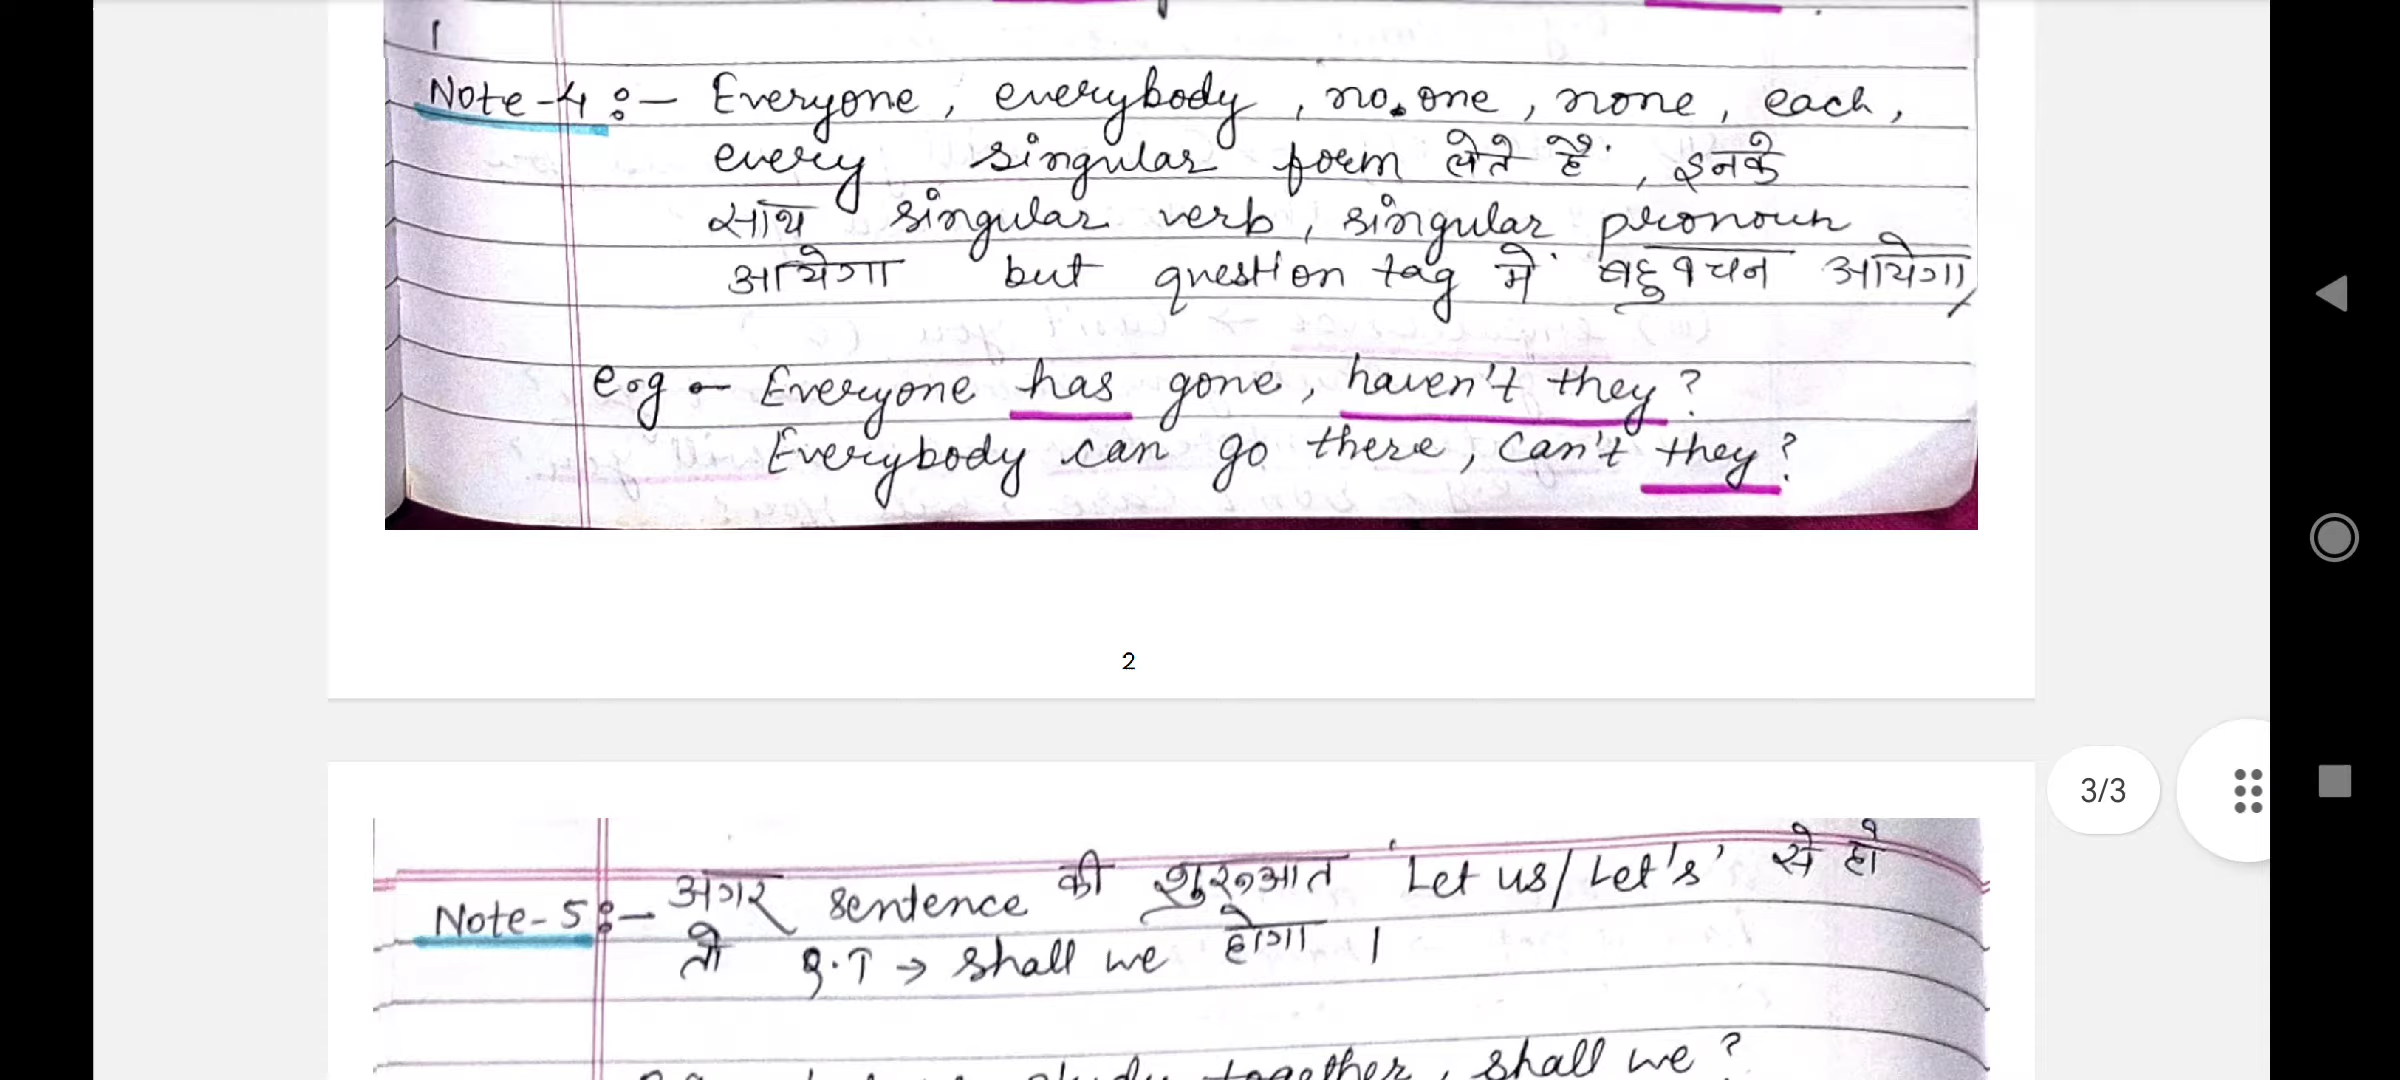 Note-4 :- Everyone, everybody, no.one, none, each,
every singular form लेते हैं, इनके
साथ singular verb, singular pronoun
आयेगा but question tag में बहुवचन आयेगा
e.g - Everyone has gone, haven't they?
Everybody can go there, can't they?
2
3/3
Note-5 :- अगर sentence की शुरूआत 'Let us/Let's' से हो
तो Q.T → shall we होगा ।
study together, shall we?